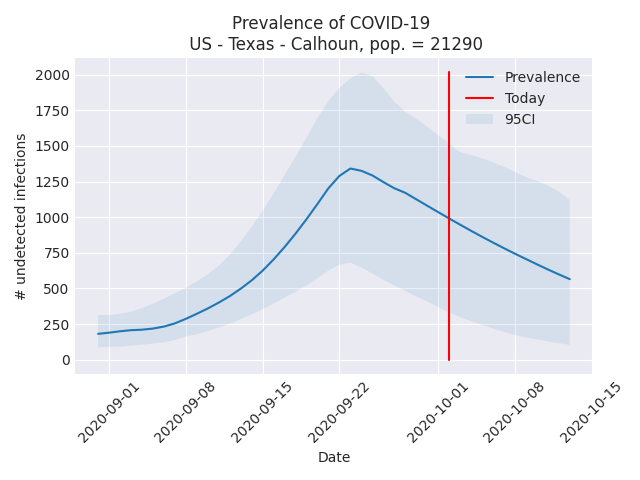 Prevalence of COVID-19
US - Texas - Calhoun, pop. = 21290
# undetected infections
2000
1750
1500
1250
1000
750
500
250
0
Prevalence
Today
95CI
2020-09-01
2020-09-08
2020-09-15
2020-09-22
2020-10-01
2020-10-08
2020-10-15
Date